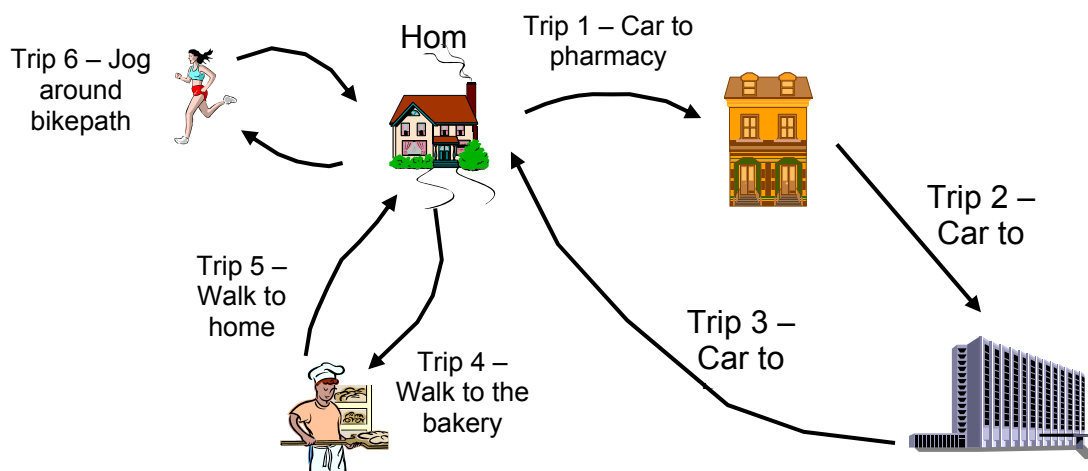 Hom
Trip 1 – Car to
pharmacy
Trip 6 – Jog
around
bikepath
Trip 2 –
Car to
Trip 5 –
Walk to
home
Trip 3 –
Car to
Trip 4 –
Walk to the
bakery